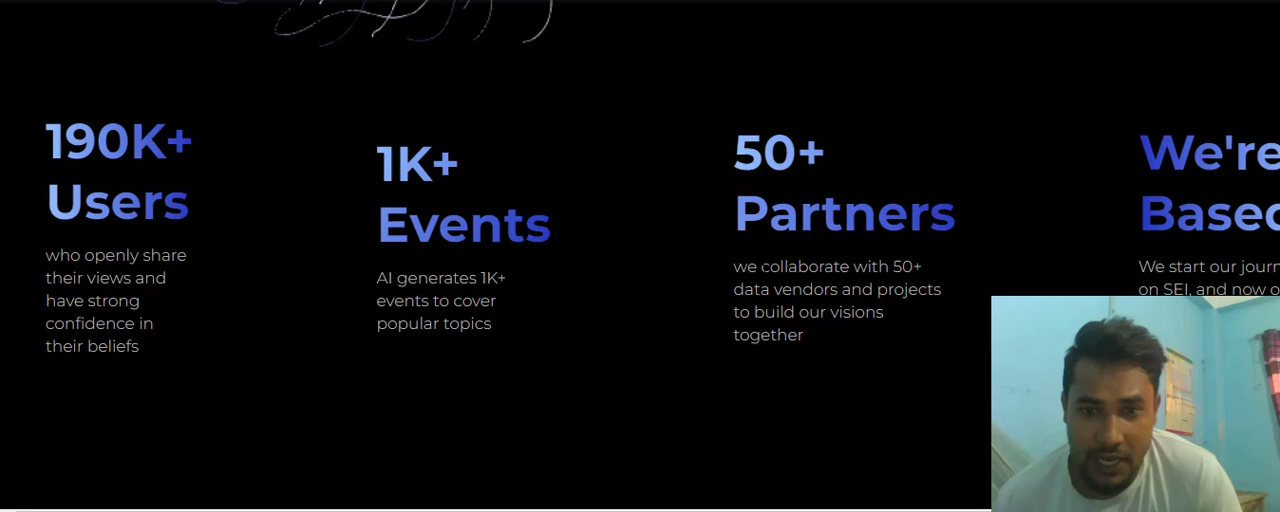 190K+
Users
who openly share
their views and
have strong
confidence in
their beliefs
1K+
Events
AI generates 1K+
events to cover
popular topics
50+
Partners
we collaborate with 50+
data vendors and projects
to build our visions
together
We're
Based
We start our journ
on SEI, and now o